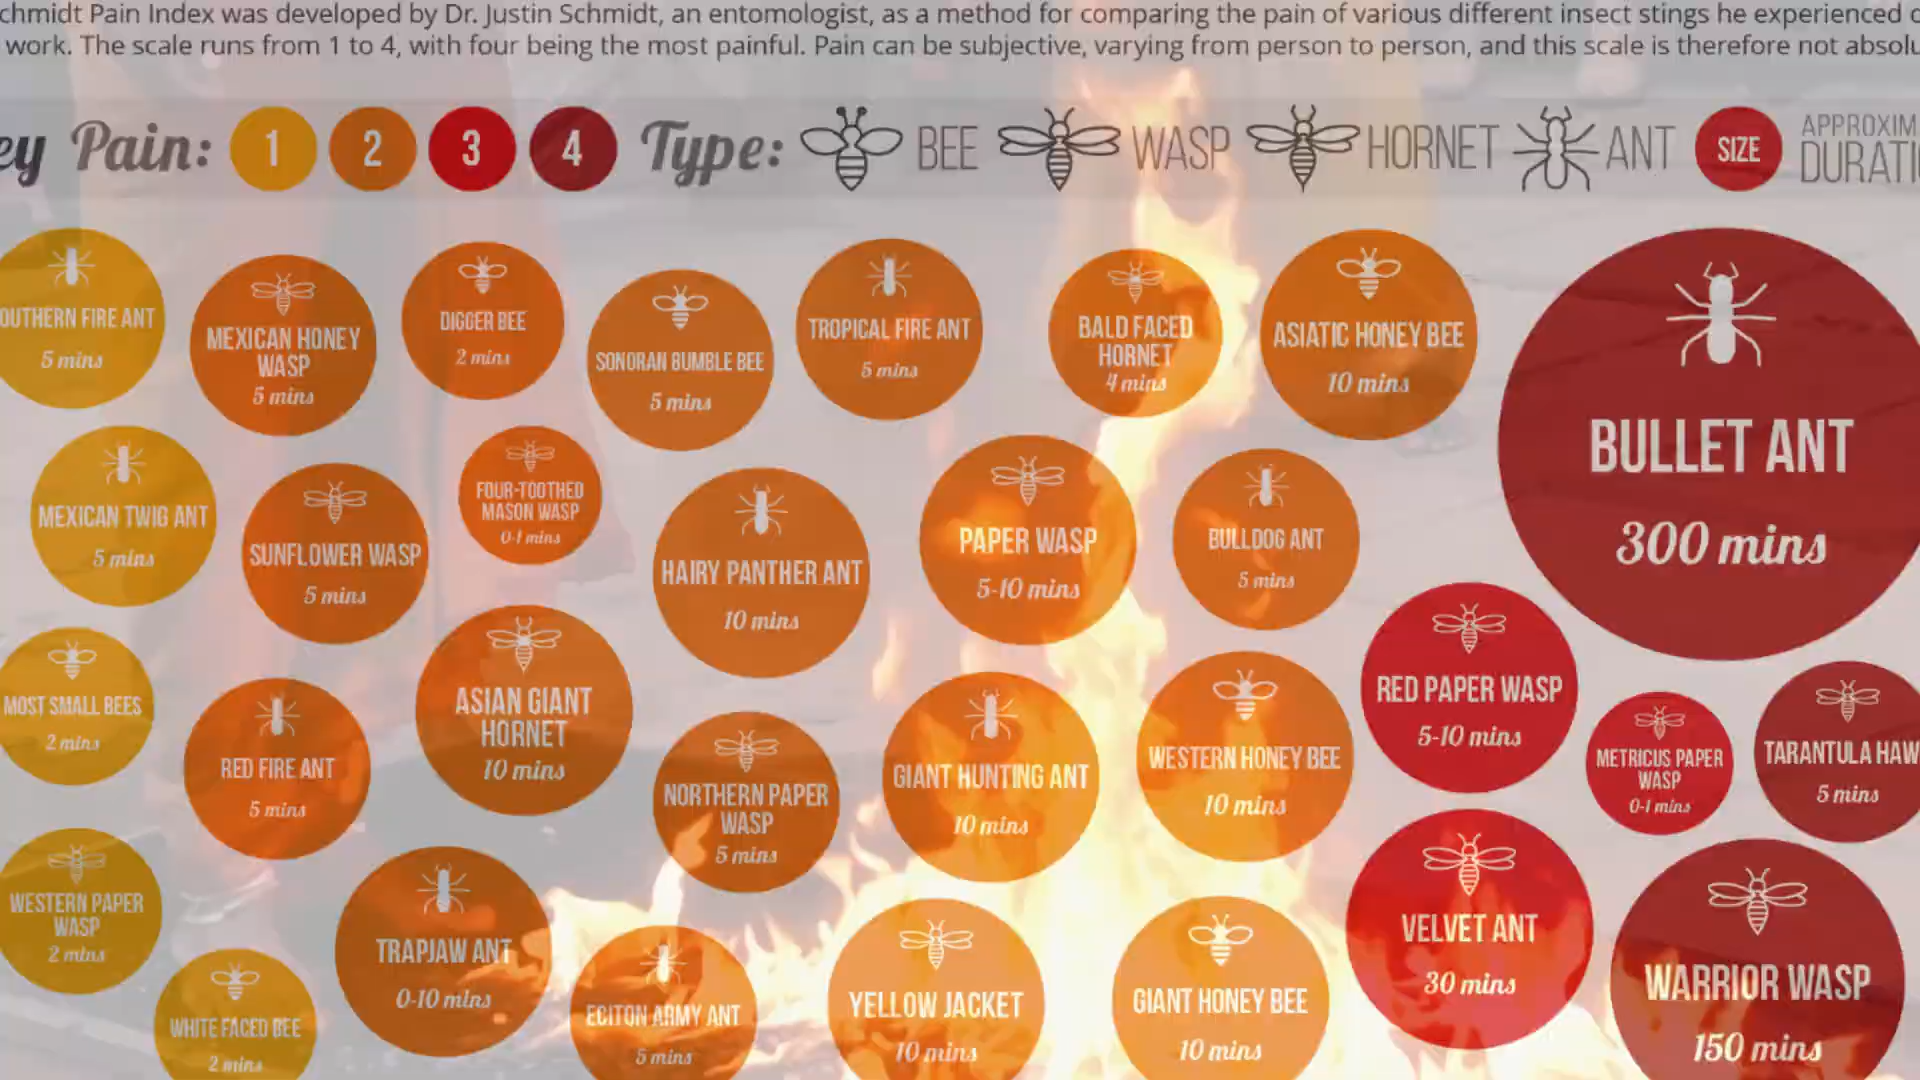 chmidt Pain Index was developed by Dr. Justin Schmidt, an entomologist, as a method for comparing the pain of various different insect stings he experienced
work. The scale runs from 1 to 4, with four being the most painful. Pain can be subjective, varying from person to person, and this scale is therefore not absolu
ey Pain: 1 2 3 4 Type: BEE WASP HORNET ANT SIZE APPROXIM
DURATI
OUTHERN FIRE ANT
5 mins
MEXICAN HONEY
WASP
5 mins
DIGGER BEE
2 mins
SONORAN BUMBLE BEE
5 mins
TROPICAL FIRE ANT
5 mins
BALD FACED
HORNET
4 mins
ASIATIC HONEY BEE
10 mins
BULLET ANT
300 mins
MEXICAN TWIG ANT
5 mins
SUNFLOWER WASP
5 mins
FOUR-TOOTHED
MASON WASP
0-1 mins
HAIRY PANTHER ANT
10 mins
PAPER WASP
5-10 mins
BULLDOG ANT
5 mins
MOST SMALL BEES
2 mins
RED FIRE ANT
5 mins
ASIAN GIANT
HORNET
10 mins
NORTHERN PAPER
WASP
5 mins
GIANT HUNTING ANT
10 mins
WESTERN HONEY BEE
10 mins
RED PAPER WASP
5-10 mins
METRICUS PAPER
WASP
0-1 mins
TARANTULA HAW
5 mins
WESTERN PAPER
WASP
2 mins
WHITE FACED BEE
2 mins
TRAPJAW ANT
0-10 mins
ECITON ARMY ANT
5 mins
YELLOW JACKET
10 mins
GIANT HONEY BEE
10 mins
VELVET ANT
30 mins
WARRIOR WASP
150 mins